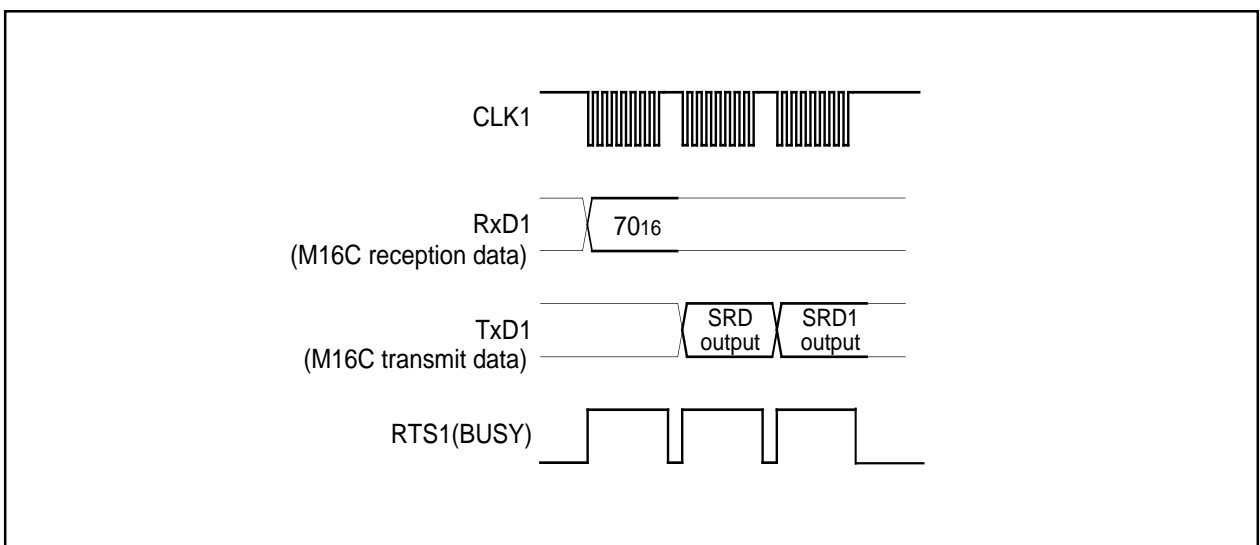 CLK1
RxD1
(M16C reception data)
7016
TxD1
(M16C transmit data)
SRD
output
SRD1
output
RTS1(BUSY)